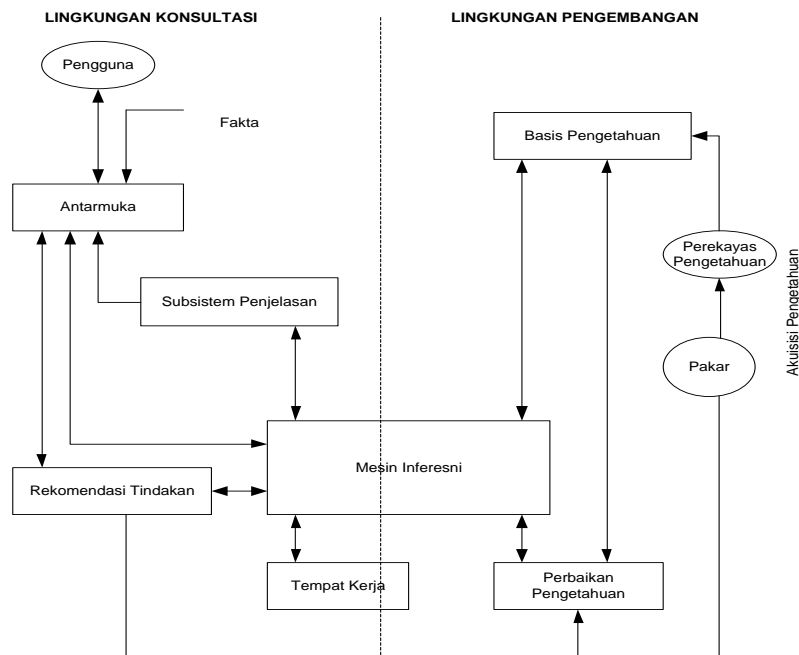 LINGKUNGAN KONSULTASI
LINGKUNGAN PENGEMBANGAN
Pengguna
Fakta
Basis Pengetahuan
Antarmuka
Perekayas
Pengetahuan
Akuisisi Pengetahuan
Subsistem Penjelasan
Pakar
Mesin Inferesni
Rekomendasi Tindakan
Tempat Kerja
Perbaikan
Pengetahuan